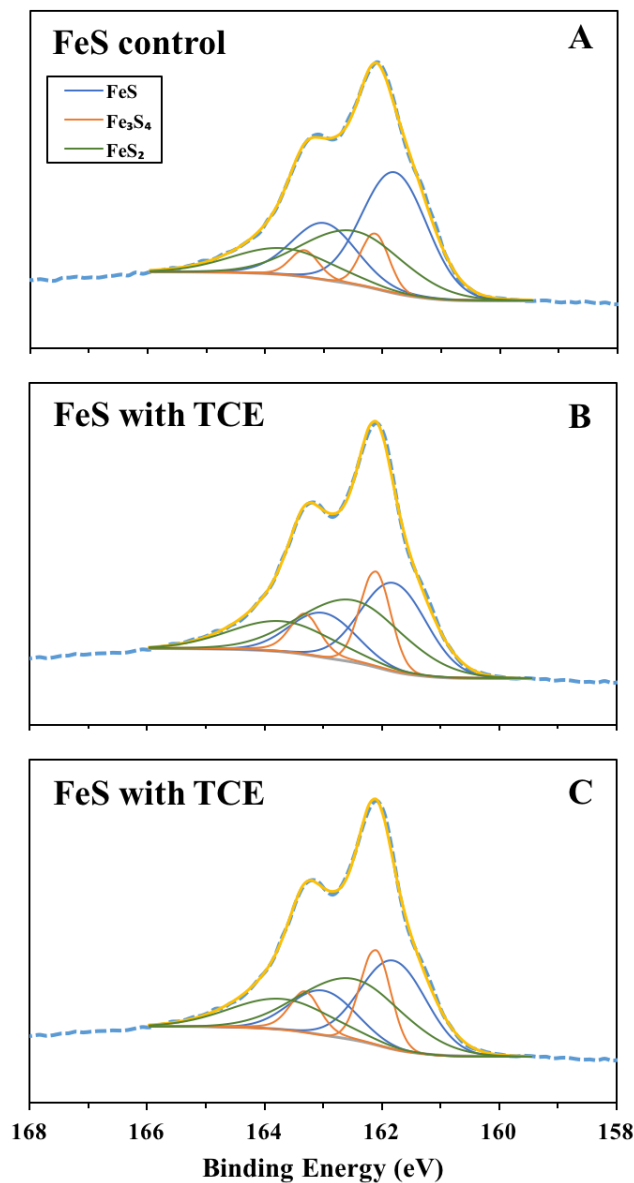 FeS control
A
FeS
Fe₃S₄
FeS₂
FeS with TCE
B
FeS with TCE
C
168 166 164 162 160 158
Binding Energy (eV)